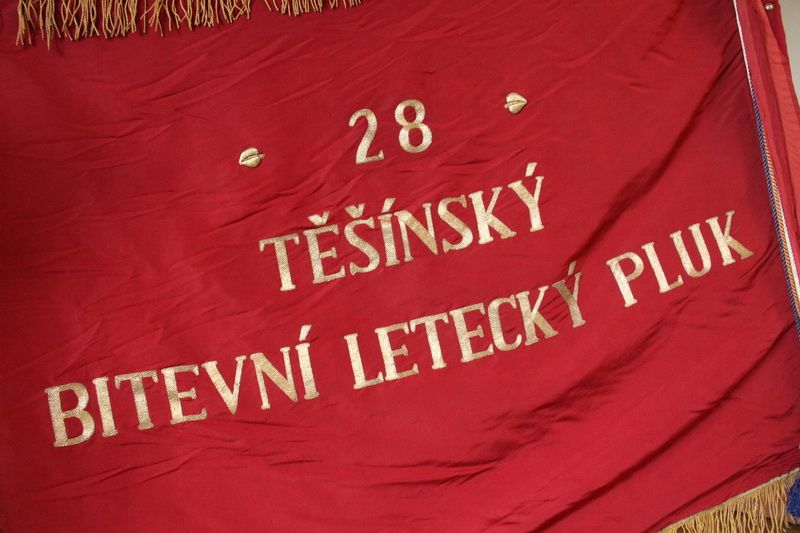 28
TĚŠÍNSKÝ
BITEVNÍ LETECKÝ PLUK